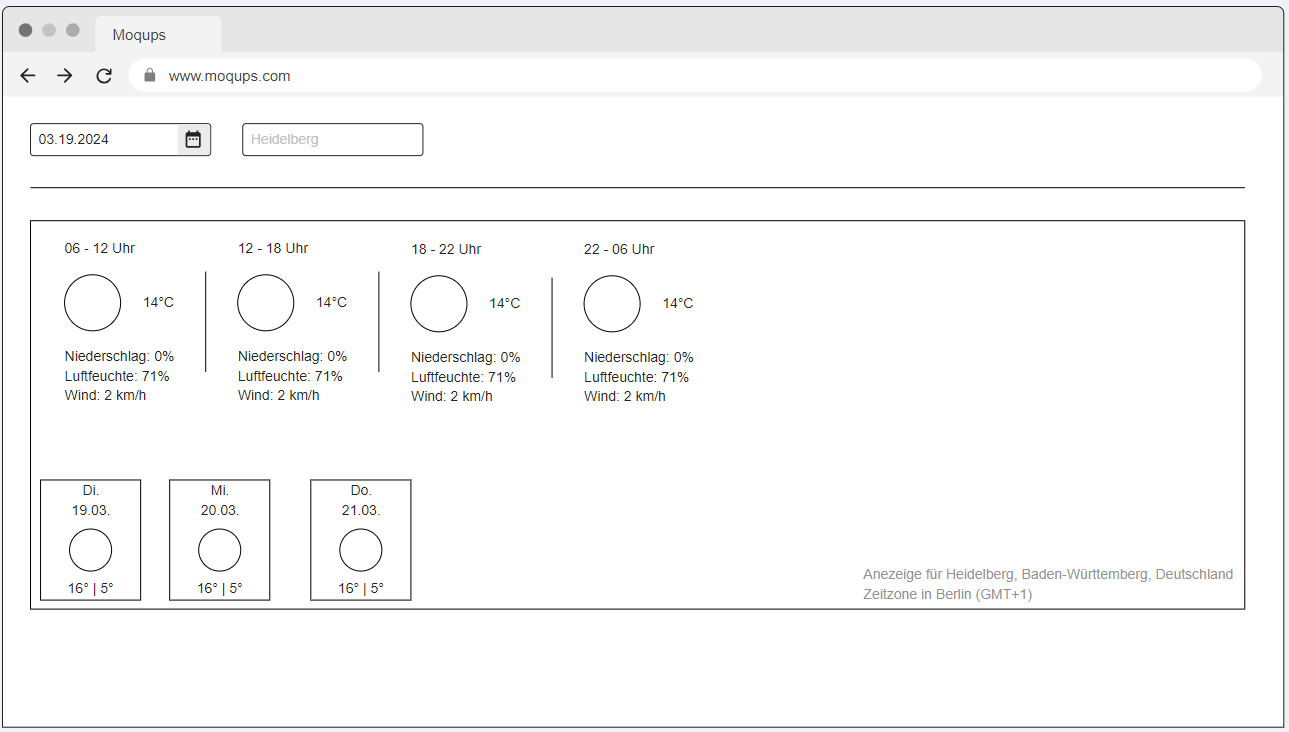 Moqups
www.moqups.com
03.19.2024
Heidelberg
06 - 12 Uhr
14°C
Niederschlag: 0%
Luftfeuchte: 71%
Wind: 2 km/h
12 - 18 Uhr
14°C
Niederschlag: 0%
Luftfeuchte: 71%
Wind: 2 km/h
18 - 22 Uhr
14°C
Niederschlag: 0%
Luftfeuchte: 71%
Wind: 2 km/h
22 - 06 Uhr
14°C
Niederschlag: 0%
Luftfeuchte: 71%
Wind: 2 km/h
Di.
19.03.
16° | 5°
Mi.
20.03.
16° | 5°
Do.
21.03.
16° | 5°
Anezeige für Heidelberg, Baden-Württemberg, Deutschland
Zeitzone in Berlin (GMT+1)